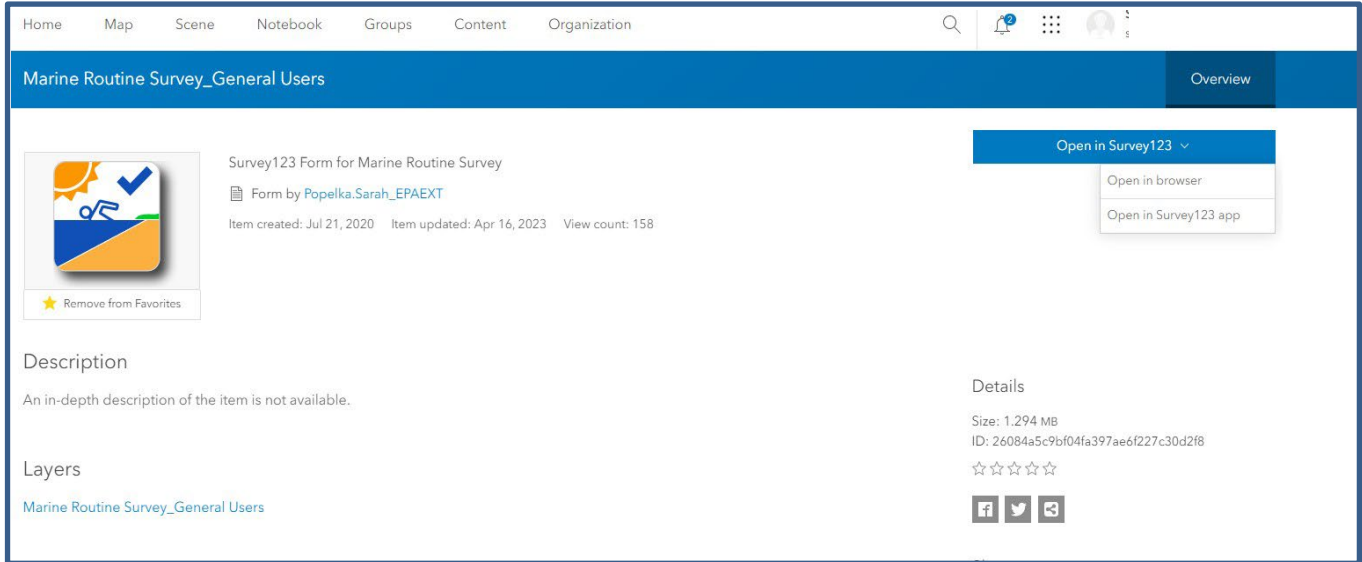 Home Map Scene Notebook Groups Content Organization 2
Marine Routine Survey_General Users Overview
Open in Survey123
Open in browser
Open in Survey123 app
Survey123 Form for Marine Routine Survey
Form by Popelka.Sarah_EPAEXT
Item created: Jul 21, 2020 Item updated: Apr 16, 2023 View count: 158
Remove from Favorites
Description
An in-depth description of the item is not available.
Layers
Marine Routine Survey_General Users
Details
Size: 1.294 MB
ID: 26084a5c9bf04fa397ae6f227c30d2f8